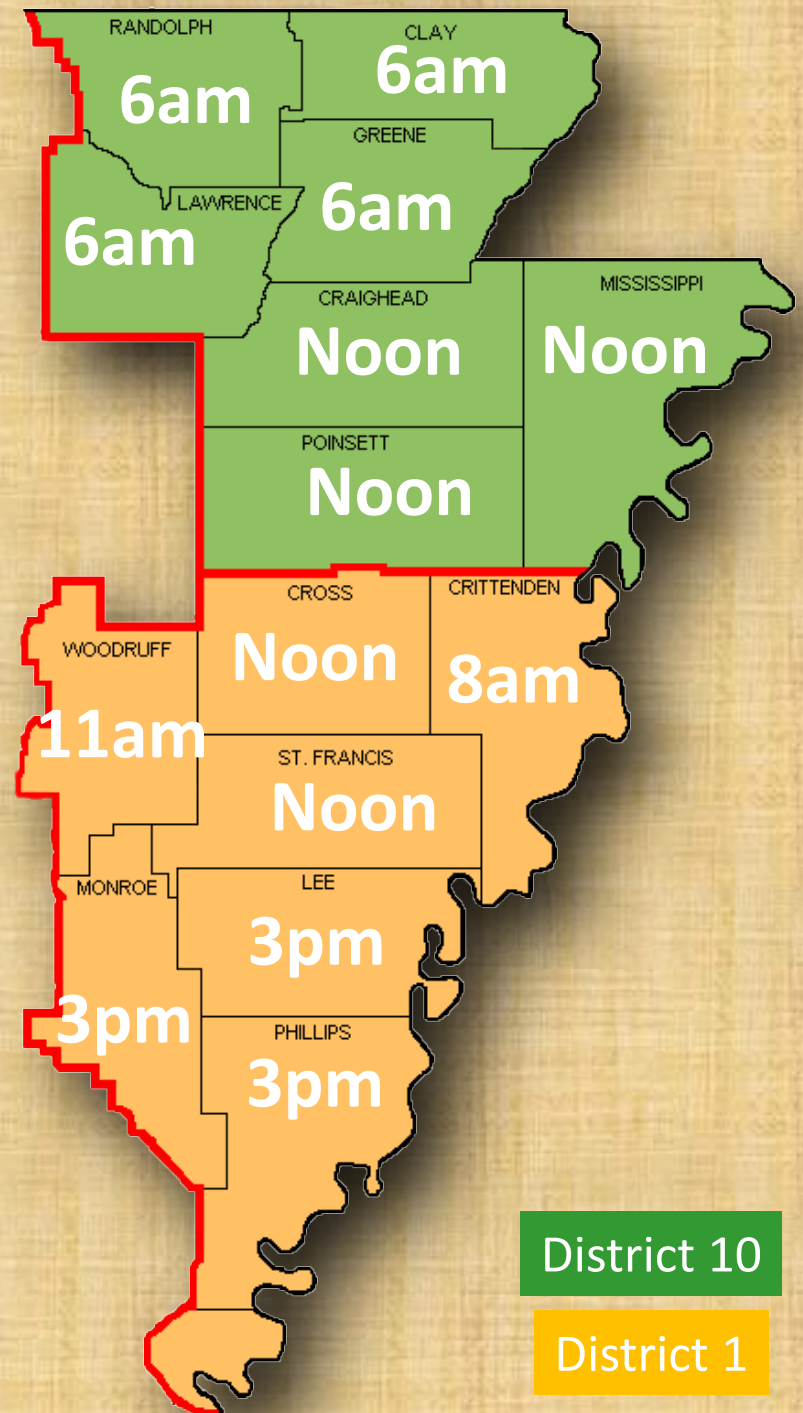 RANDOLPH
6am
CLAY
6am
GREENE
6am
LAWRENCE
6am
CRAIGHEAD
Noon
MISSISSIPPI
Noon
POINSETT
Noon
CROSS
Noon
CRITTENDEN
8am
WOODRUFF
11am
ST. FRANCIS
Noon
MONROE
3pm
LEE
3pm
PHILLIPS
3pm
District 10
District 1